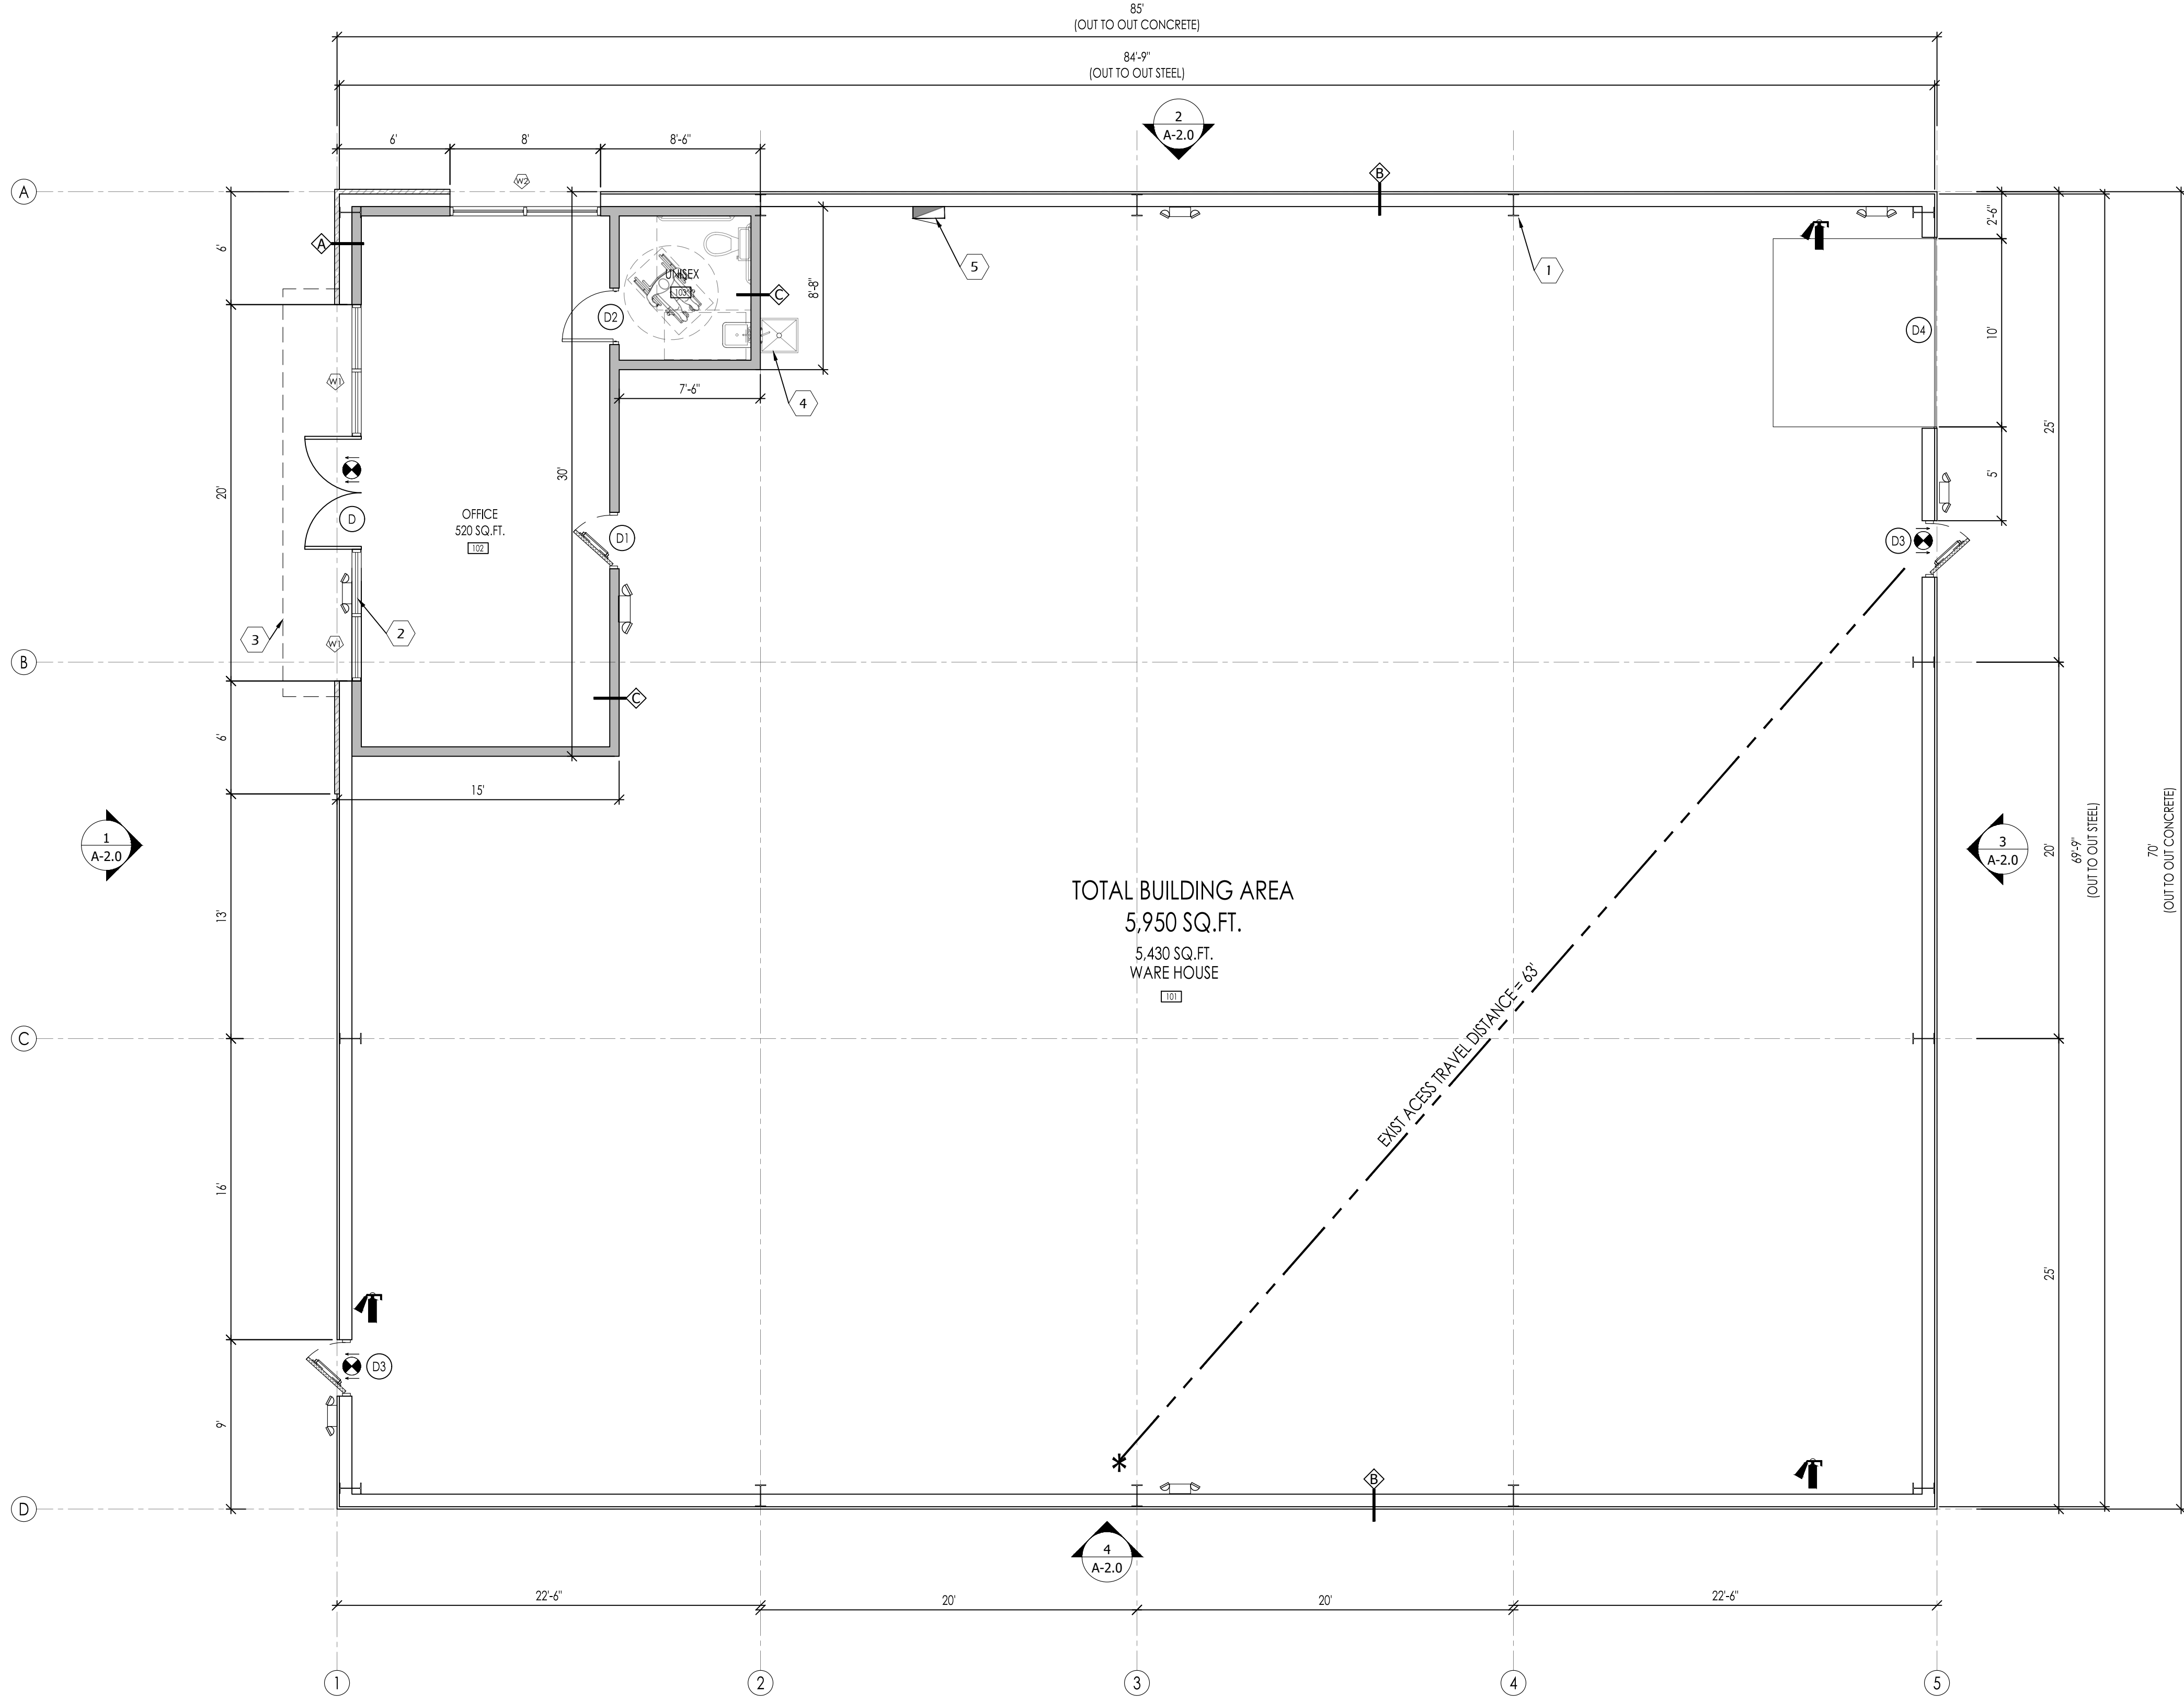 85'
(OUT TO OUT CONCRETE)
84'-9"
(OUT TO OUT STEEL)
2
A-2.0
6'
8'
8'-6"
W2
B
A
2'-6"
6'
A
5
1
UNISEX
103
C
8'-8"
D2
D4
10'
W1
7'-6"
4
25'
30'
5'
20'
D
OFFICE
520 SQ.FT.
102
D1
D3
3
2
W1
B
C
6'
15'
1
A-2.0
3
A-2.0
20'
69'-9"
(OUT TO OUT STEEL)
70'
(OUT TO OUT CONCRETE)
TOTAL BUILDING AREA
5,950 SQ.FT.
5,430 SQ.FT.
WARE HOUSE
101
13'
EXIST ACESS TRAVEL DISTANCE = 63'
C
16'
25'
D3
9'
*
B
D
4
A-2.0
22'-6"
20'
20'
22'-6"
1
2
3
4
5